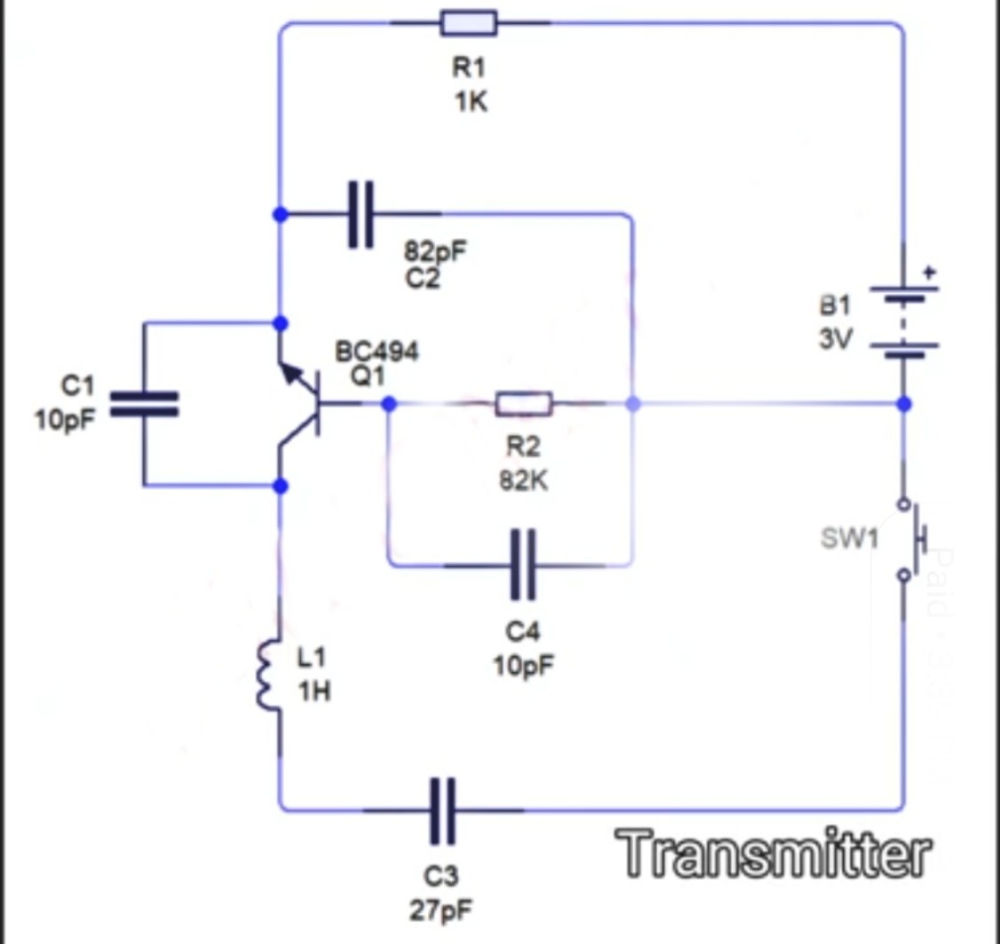 R1
1K
82pF
C2
+
B1
3V
BC494
Q1
C1
10pF
R2
82K
SW1
Paid
L1
1H
C4
10pF
Transmitter
C3
27pF